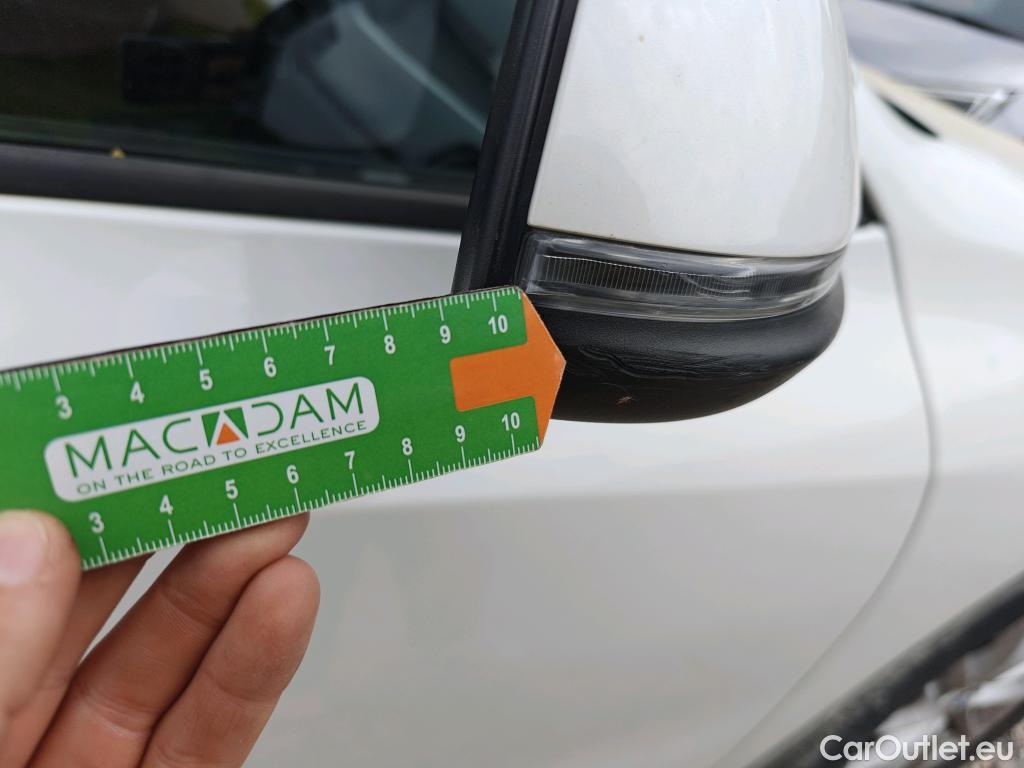 3 4 5 6 7 8 9 10
MACADAM
ON THE ROAD TO EXCELLENCE
3 4 5 6 7 8 9 10
CarOutlet.eu